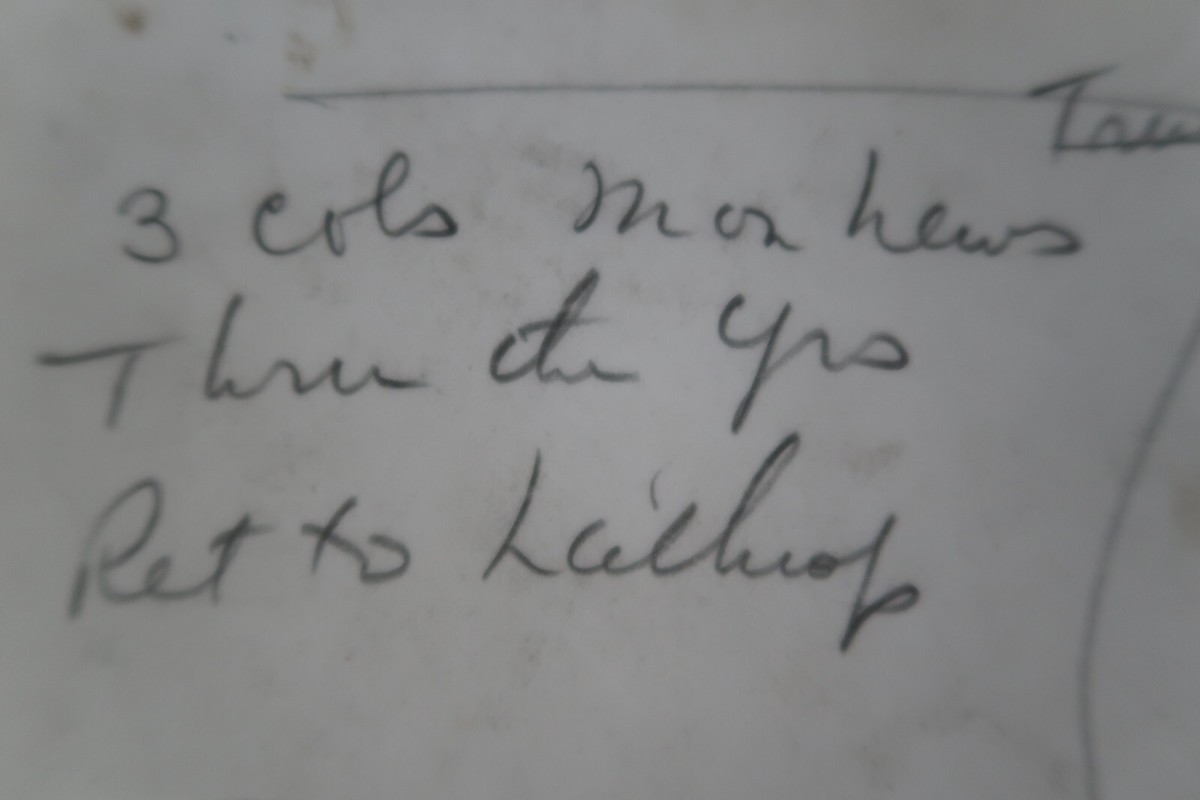 3 cols Mon News
Thru the Yrs
Ret to Lathrop